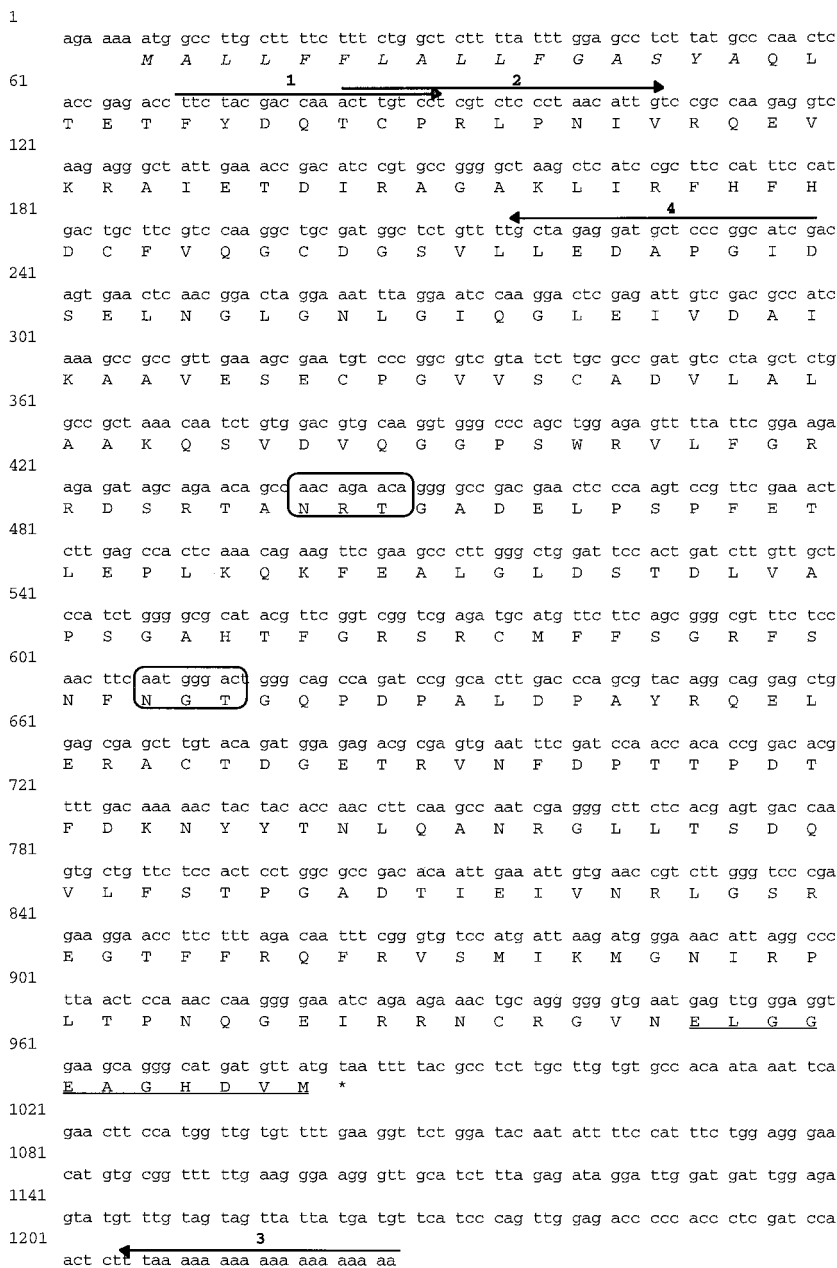 1
aga aaa atg gcc ttg ctt ttc ttt ctg gct ctt tta ttt gga gcc tct tat gcc caa ctc
M A L L F F L A L L F G A S Y A Q L
61
1 2
acc gag acc ttc tac gac caa act tgt cct cgt ctc cct aac att gtc cgc caa gag gtc
T E T F Y D Q T C P R L P N I V R Q E V
121
aag agg gct att gaa acc gac atc cgt gcc ggg gct aag ctc atc cgc ttc cat ttc cat
K R A I E T D I R A G A K L I R F H F H
181
4
gac tgc ttc gtc caa ggc tgc gat ggc tct gtt ttg cta gag gat gct ccc ggc atc gac
D C F V Q G C D G S V L L E D A P G I D
241
agt gaa ctc aac gga cta gga aat tta gga atc caa gga ctc gag att gtc gac gcc atc
S E L N G L G N L G I Q G L E I V D A I
301
aaa gcc gcc gtt gaa agc gaa tgt ccc ggc gtc gta tct tgc gcc gat gtc cta gct ctg
K A A V E S E C P G V V S C A D V L A L
361
gcc gct aaa caa tct gtg gac gtg caa ggt ggg ccc agc tgg aga gtt tta ttc gga aga
A A K Q S V D V Q G G P S W R V L F G R
421
aga gat agc aga aca gcc aac aga aca ggg gcc gac gaa ctc cca agt ccg ttc gaa act
R D S R T A N R T G A D E L P S P F E T
481
ctt gag cca ctc aaa cag aag ttc gaa gcc ctt ggg ctg gat tcc act gat ctt gtt gct
L E P L K Q K F E A L G L D S T D L V A
541
cca tct ggg gcg cat acg ttc ggt cgg tcg aga tgc atg ttc ttc agc ggg cgt ttc tcc
P S G A H T F G R S R C M F F S G R F S
601
aac ttc aat ggg act ggg cag cca gat ccg gca ctt gac cca gcg tac agg cag gag ctg
N F N G T G Q P D P A L D P A Y R Q E L
661
gag cga gct tgt aca gat gga gag acg cga gtg aat ttc gat cca acc aca ccg gac acg
E R A C T D G E T R V N F D P T T P D T
721
ttt gac aaa aac tac tac acc aac ctt caa gcc aat cga ggg ctt ctc acg agt gac caa
F D K N Y Y T N L Q A N R G L L T S D Q
781
gtg ctg ttc tcc act cct ggc gcc gac aca att gaa att gtg aac cgt ctt ggg tcc cga
V L F S T P G A D T I E I V N R L G S R
841
gaa gga acc ttc ttt aga caa ttt cgg gtg tcc atg att aag atg gga aac att agg ccc
E G T F F R Q F R V S M I K M G N I R P
901
tta act cca aac caa ggg gaa atc aga aga aac tgc agg ggg gtg aat gag ttg gga ggt
L T P N Q G E I R R N C R G V N E L G G
961
gaa gca ggg cat gat gtt atg taa ttt tac gcc tct tgc ttg tgt gcc aca ata aat tca
E A G H D V M *
1021
gaa ctt cca tgg ttg tgt ttt gaa ggt tct gga tac aat att ttc cat ttc tgg agg gaa
1081
cat gtg cgg ttt ttg aag gga agg gtt gca tct tta gag ata gga ttg gat gat tgg aga
1141
gta tgt ttg tag tag tta tta tga tgt tca tcc cag ttg gag acc ccc acc ctc gat cca
1201
3
act ctt taa aaa aaa aaa aaa aaa aa